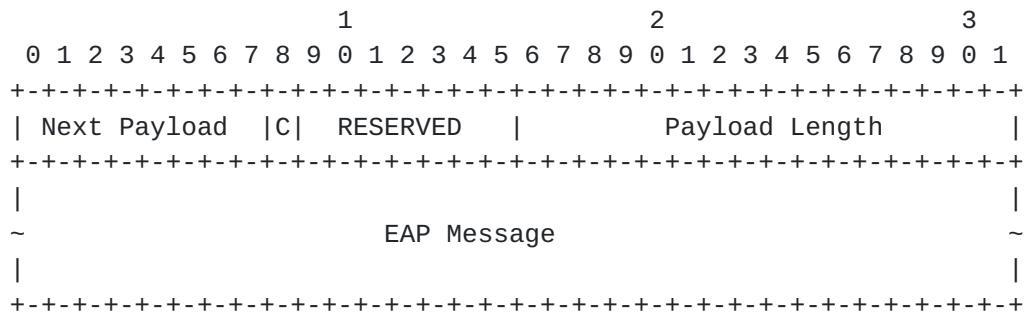 1                   2                   3
 0 1 2 3 4 5 6 7 8 9 0 1 2 3 4 5 6 7 8 9 0 1 2 3 4 5 6 7 8 9 0 1
+-+-+-+-+-+-+-+-+-+-+-+-+-+-+-+-+-+-+-+-+-+-+-+-+-+-+-+-+-+-+-+-+
| Next Payload  |C|  RESERVED   |         Payload Length        |
+-+-+-+-+-+-+-+-+-+-+-+-+-+-+-+-+-+-+-+-+-+-+-+-+-+-+-+-+-+-+-+-+
|                                                               |
~                       EAP Message                             ~
|                                                               |
+-+-+-+-+-+-+-+-+-+-+-+-+-+-+-+-+-+-+-+-+-+-+-+-+-+-+-+-+-+-+-+-+